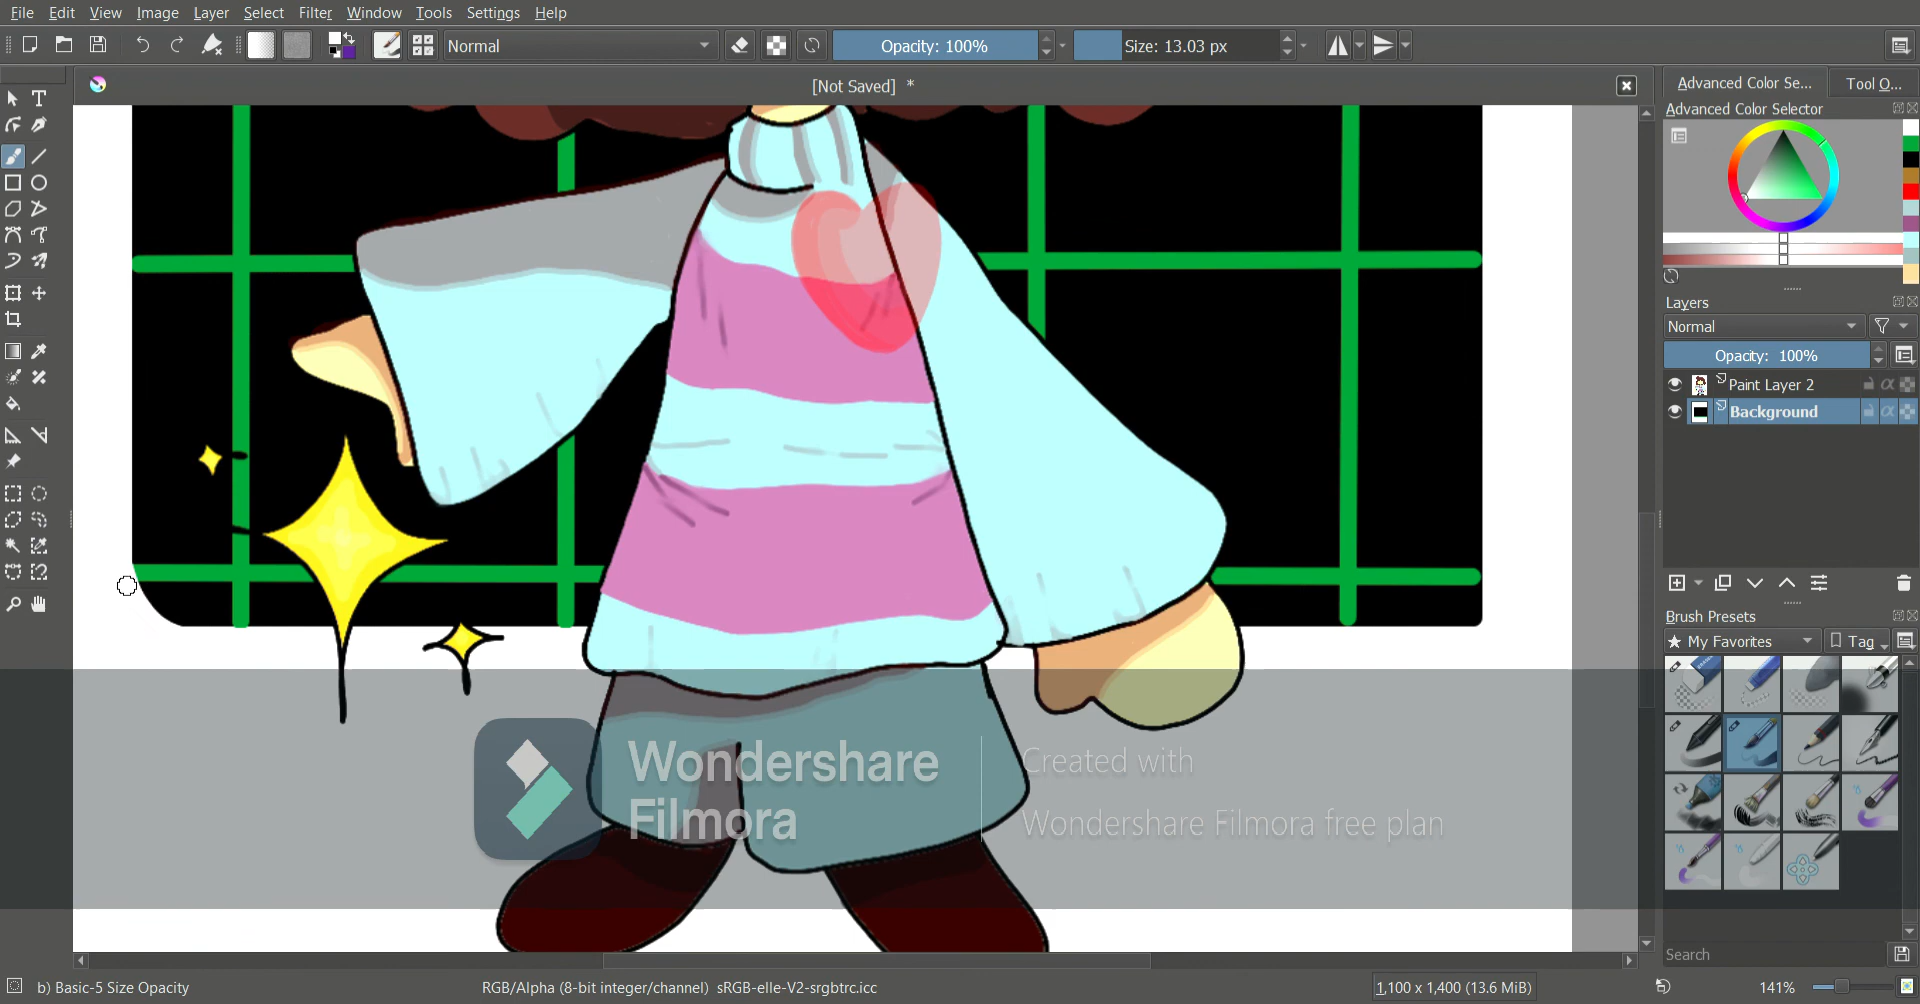 File Edit View Image Layer Select Filter Window Tools Settings Help
Normal
Opacity: 100%
Size: 13.03 px
[Not Saved] *
Advanced Color Se...
Tool O...
Advanced Color Selector
Layers
Normal
Opacity: 100%
Paint Layer 2
Background
Brush Presets
My Favorites
Tag
Wondershare
Filmora
Created with
Wondershare Filmora free plan
Search
b) Basic-5 Size Opacity
RGB/Alpha (8-bit integer/channel) sRGB-elle-V2-srgbtrc.icc
1,100 x 1,400 (13.6 MiB)
141%